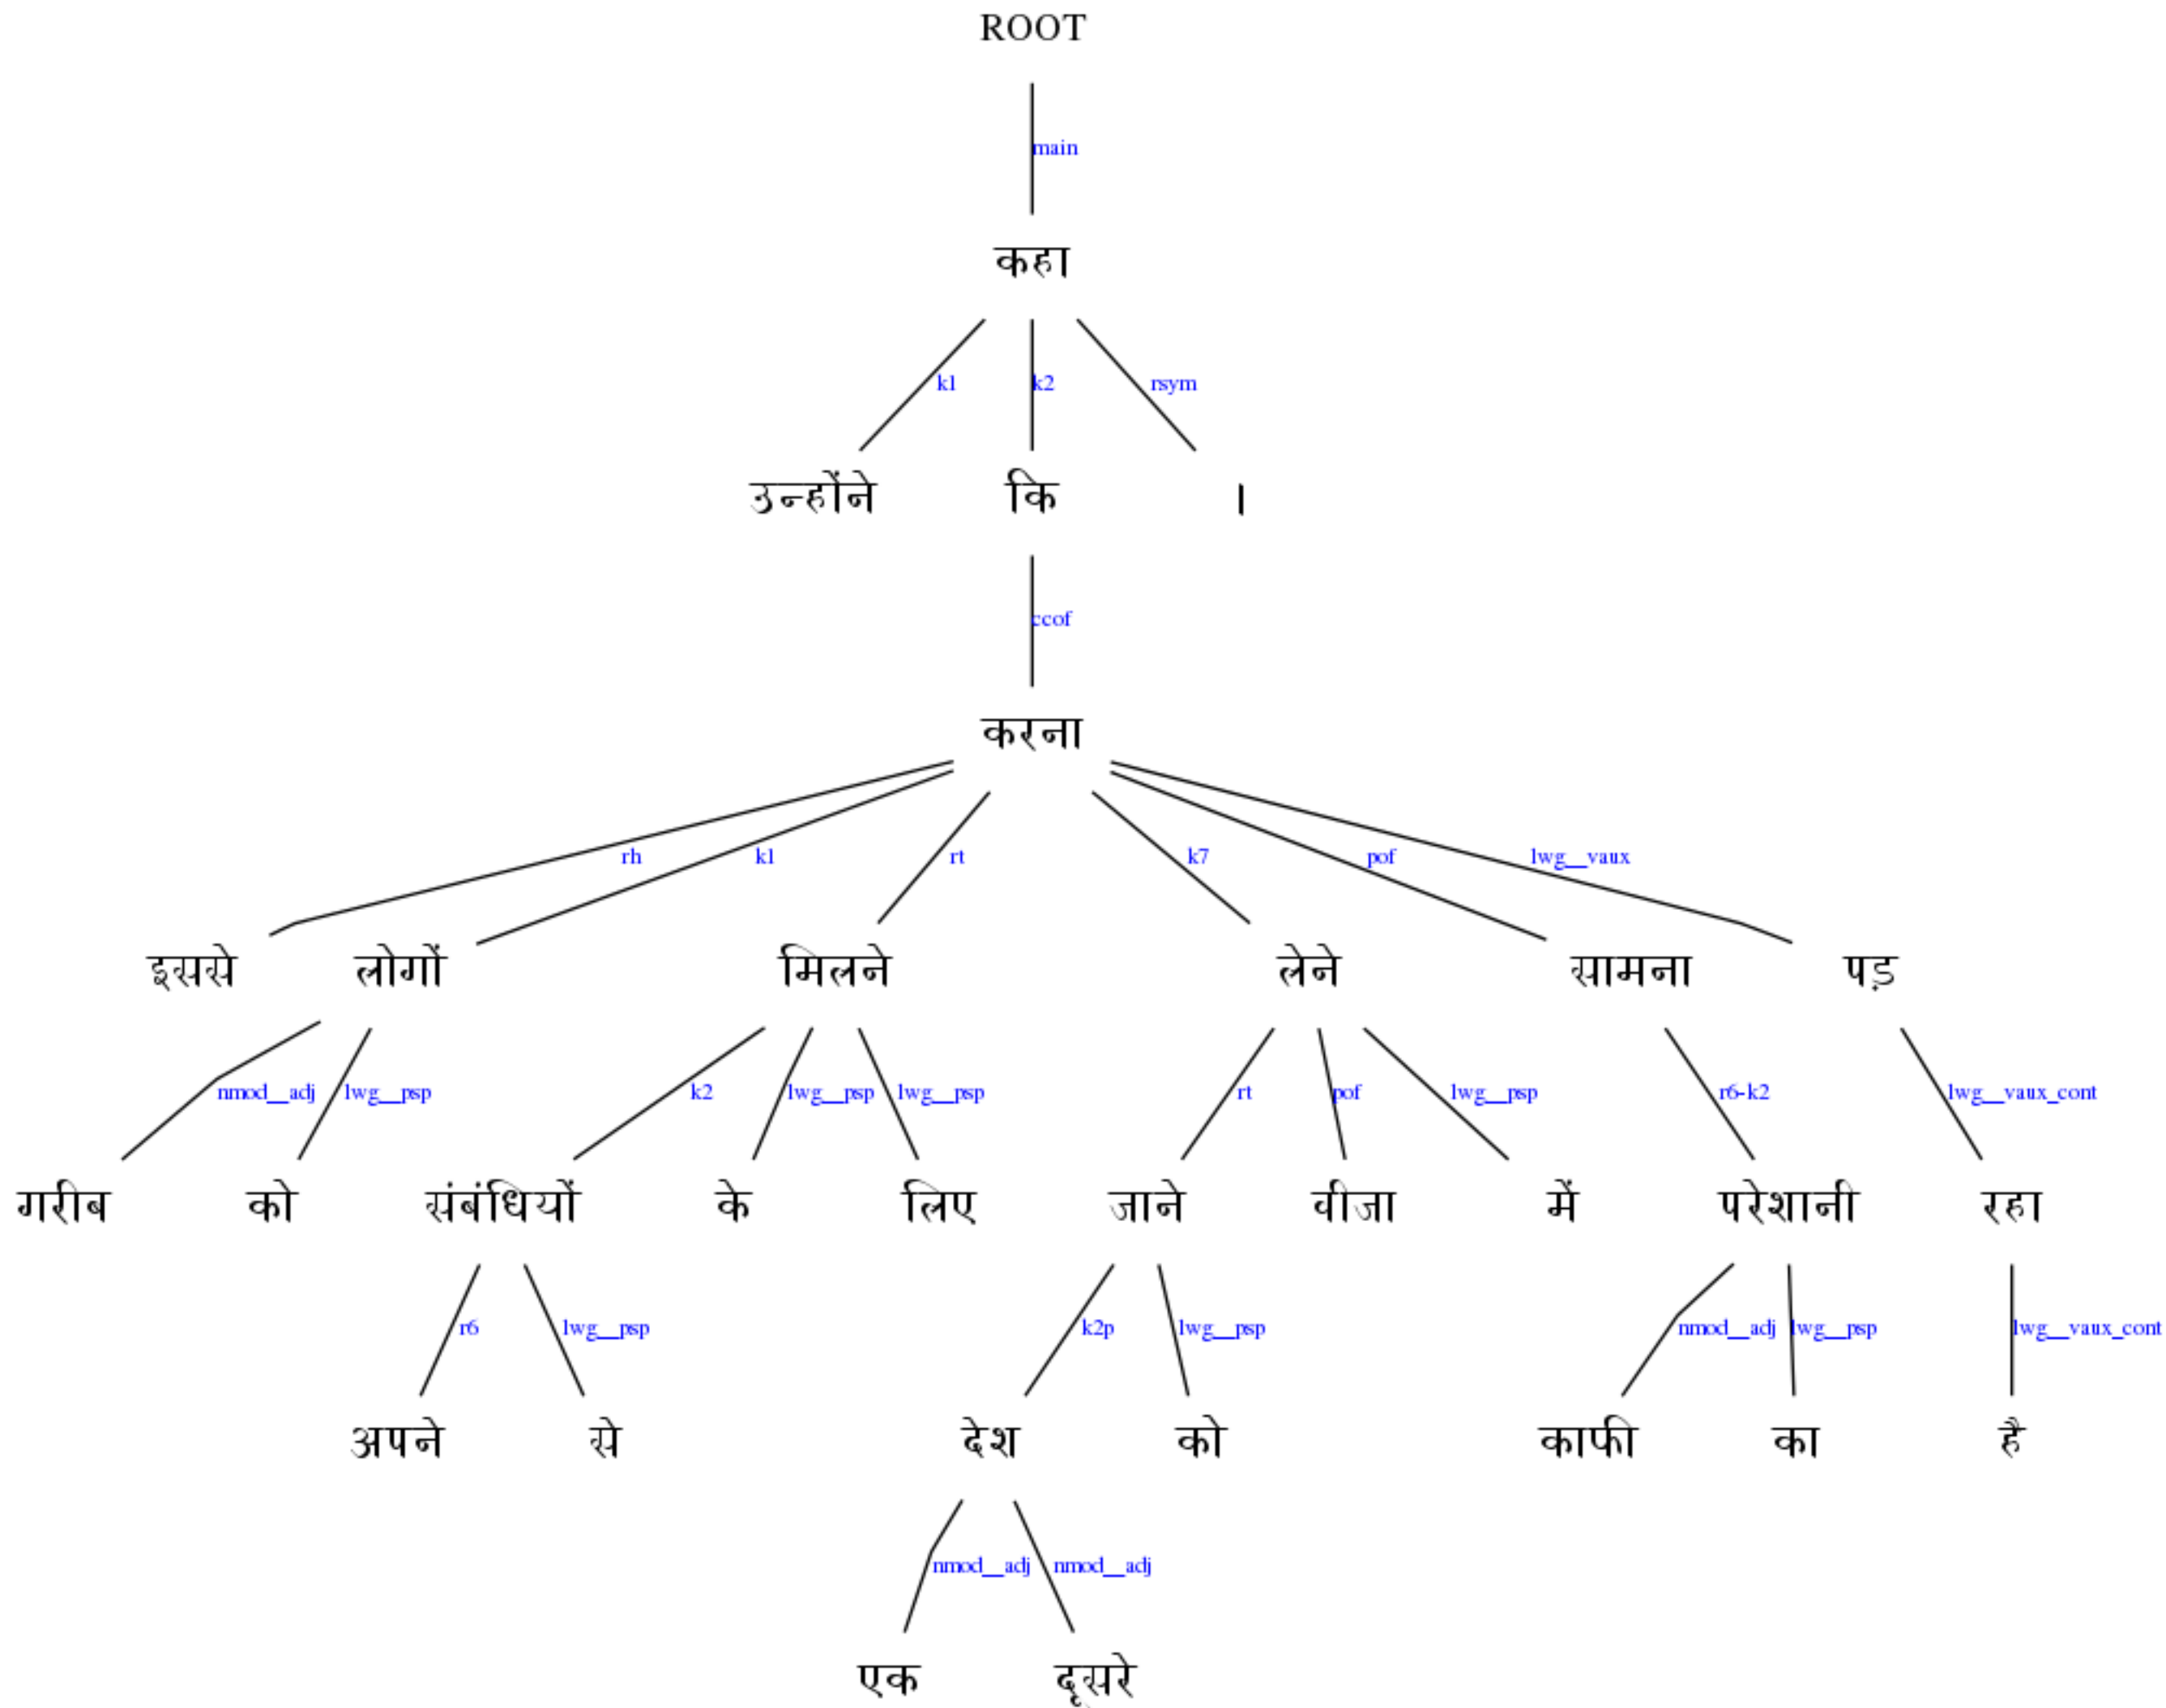 ROOT
main
कहा
k1 k2 rsym
उन्होंने कि ।
ccof
करना
rh k1 rt k7 pof lwg__vaux
इससे लोगों मिलने लेने सामना पड़
nmod__adj lwg__psp k2 lwg__psp lwg__psp rt pof lwg__psp r6-k2 lwg__vaux_cont
गरीब को संबंधियों के लिए जाने वीजा में परेशानी रहा
r6 lwg__psp k2p lwg__psp nmod__adj lwg__psp lwg__vaux_cont
अपने से देश को काफी का है
nmod__adj nmod__adj
एक दूसरे